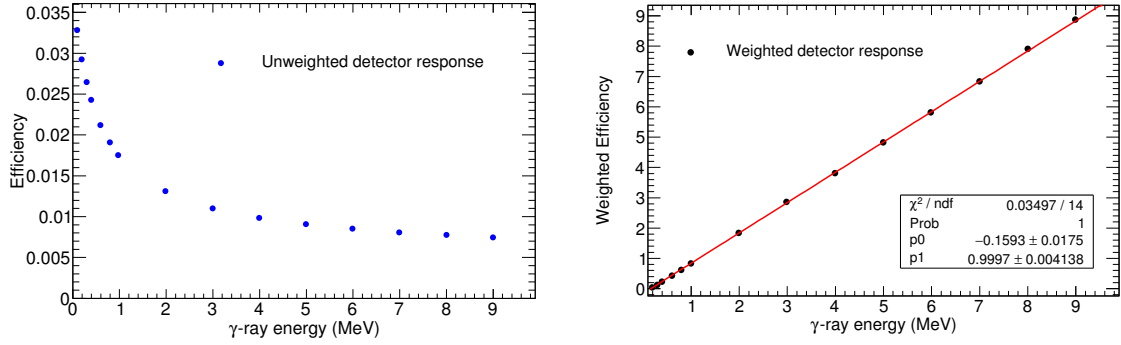 0.035
0.03
0.025
0.02
0.015
0.01
0.005
0
Efficiency
Unweighted detector response
0 1 2 3 4 5 6 7 8 9
γ-ray energy (MeV)
9
8
7
6
5
4
3
2
1
0
Weighted Efficiency
Weighted detector response
χ² / ndf 0.03497 / 14
Prob 1
p0 −0.1593 ± 0.0175
p1 0.9997 ± 0.004138
1 2 3 4 5 6 7 8 9
γ-ray energy (MeV)